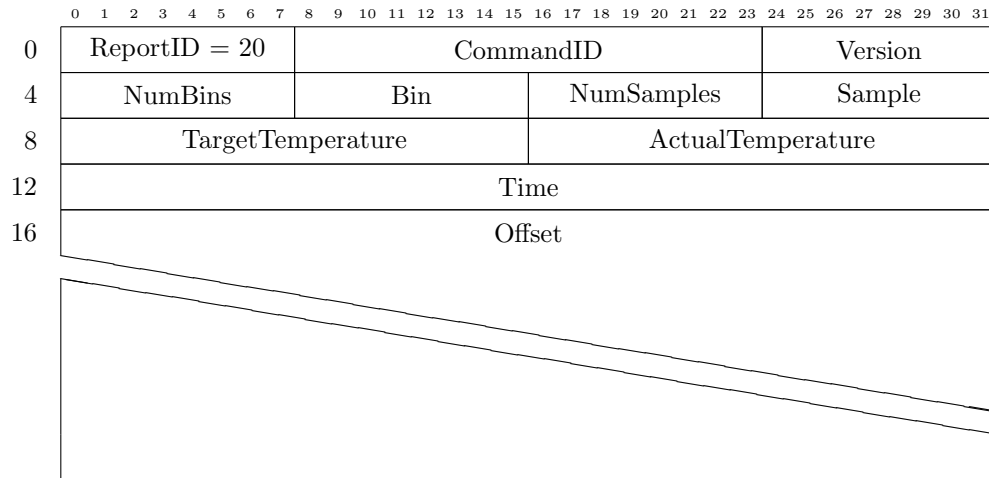 0 1 2 3 4 5 6 7 8 9 10 11 12 13 14 15 16 17 18 19 20 21 22 23 24 25 26 27 28 29 30 31
0 ReportID = 20 CommandID Version
4 NumBins Bin NumSamples Sample
8 TargetTemperature ActualTemperature
12 Time
16 Offset